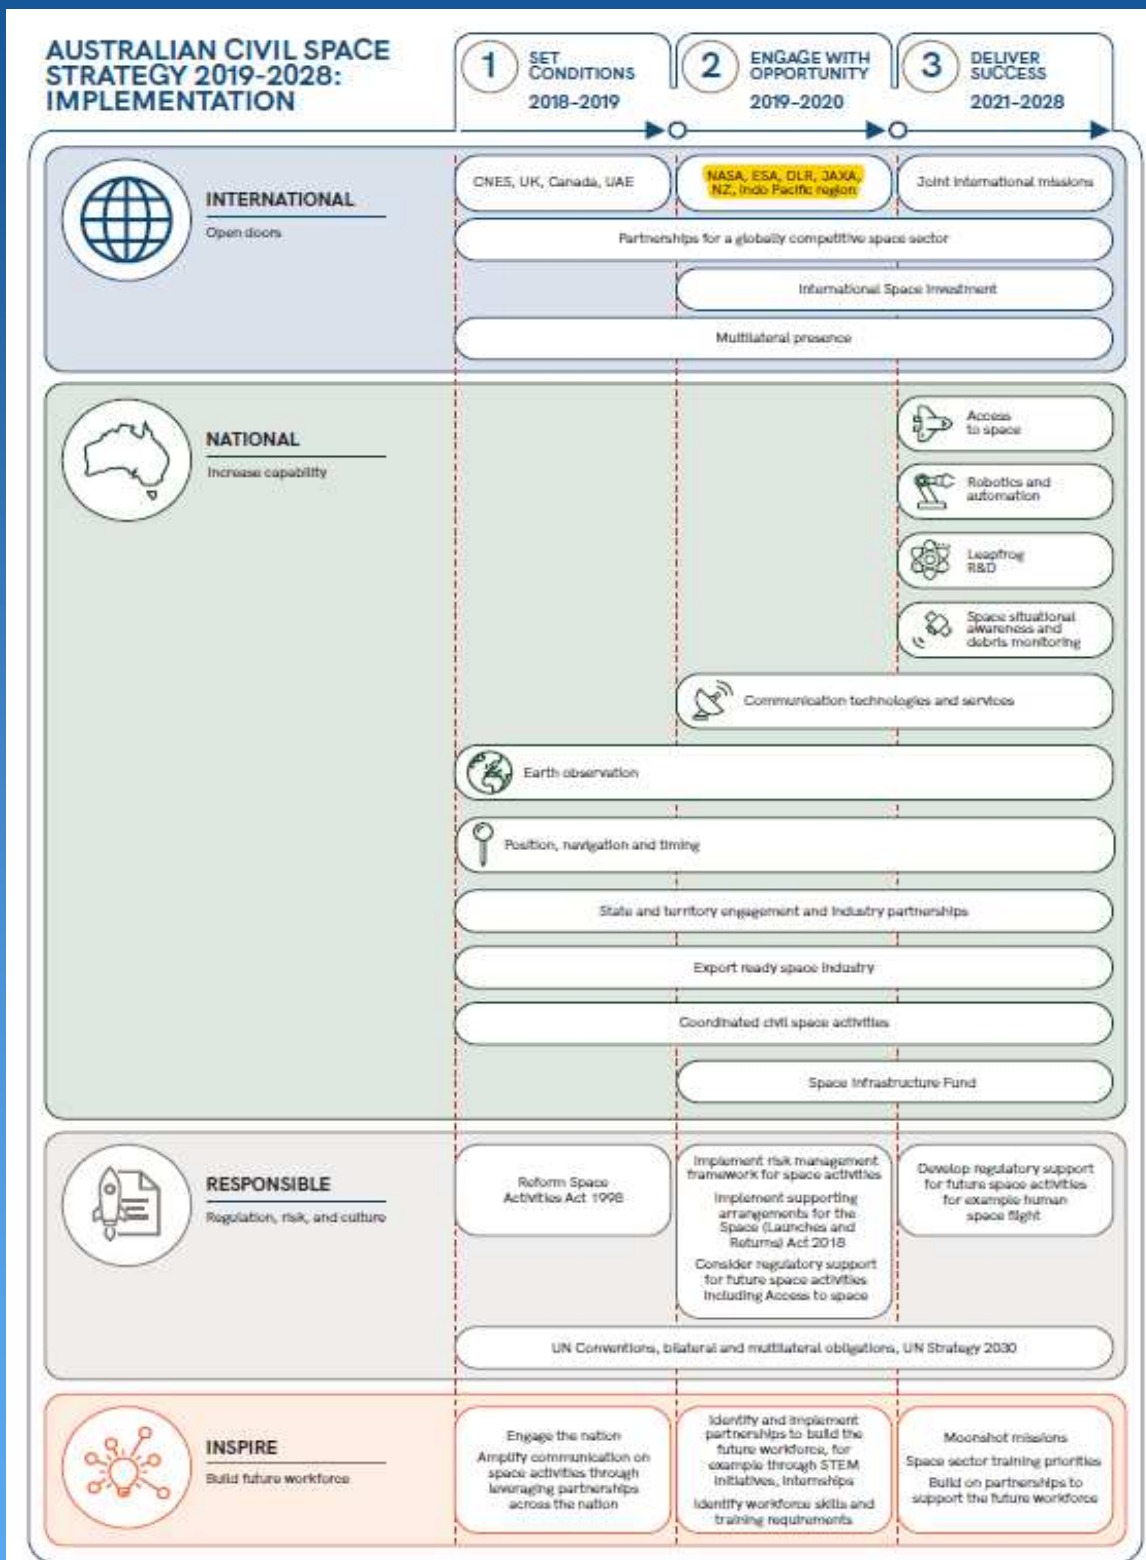 AUSTRALIAN CIVIL SPACE
STRATEGY 2019-2028:
IMPLEMENTATION
1
SET
CONDITIONS
2018-2019
2
ENGAGE WITH
OPPORTUNITY
2019-2020
3
DELIVER
SUCCESS
2021-2028
INTERNATIONAL
Open doors
CNES, UK, Canada, UAE
NASA, ESA, DLR, JAXA,
NZ, Indo Pacific region
Joint international missions
Partnerships for a globally competitive space sector
International Space Investment
Multilateral presence
NATIONAL
Increase capability
Access
to space
Robotics and
automation
Leapfrog
R&D
Space situational
awareness and
debris monitoring
Communication technologies and services
Earth observation
Position, navigation and timing
State and territory engagement and industry partnerships
Export ready space industry
Coordinated civil space activities
Space Infrastructure Fund
RESPONSIBLE
Regulation, risk, and culture
Reform Space
Activities Act 1998
Implement risk management
framework for space activities
Implement supporting
arrangements for the
Space (Launches and
Returns) Act 2018
Consider regulatory support
for future space activities
including Access to space
Develop regulatory support
for future space activities
for example human
space flight
UN Conventions, bilateral and multilateral obligations, UN Strategy 2030
INSPIRE
Build future workforce
Engage the nation
Amplify communication on
space activities through
leveraging partnerships
across the nation
Identify and implement
partnerships to build the
future workforce, for
example through STEM
initiatives, internships
Identify workforce skills and
training requirements
Moonshot missions
Space sector training priorities
Build on partnerships to
support the future workforce